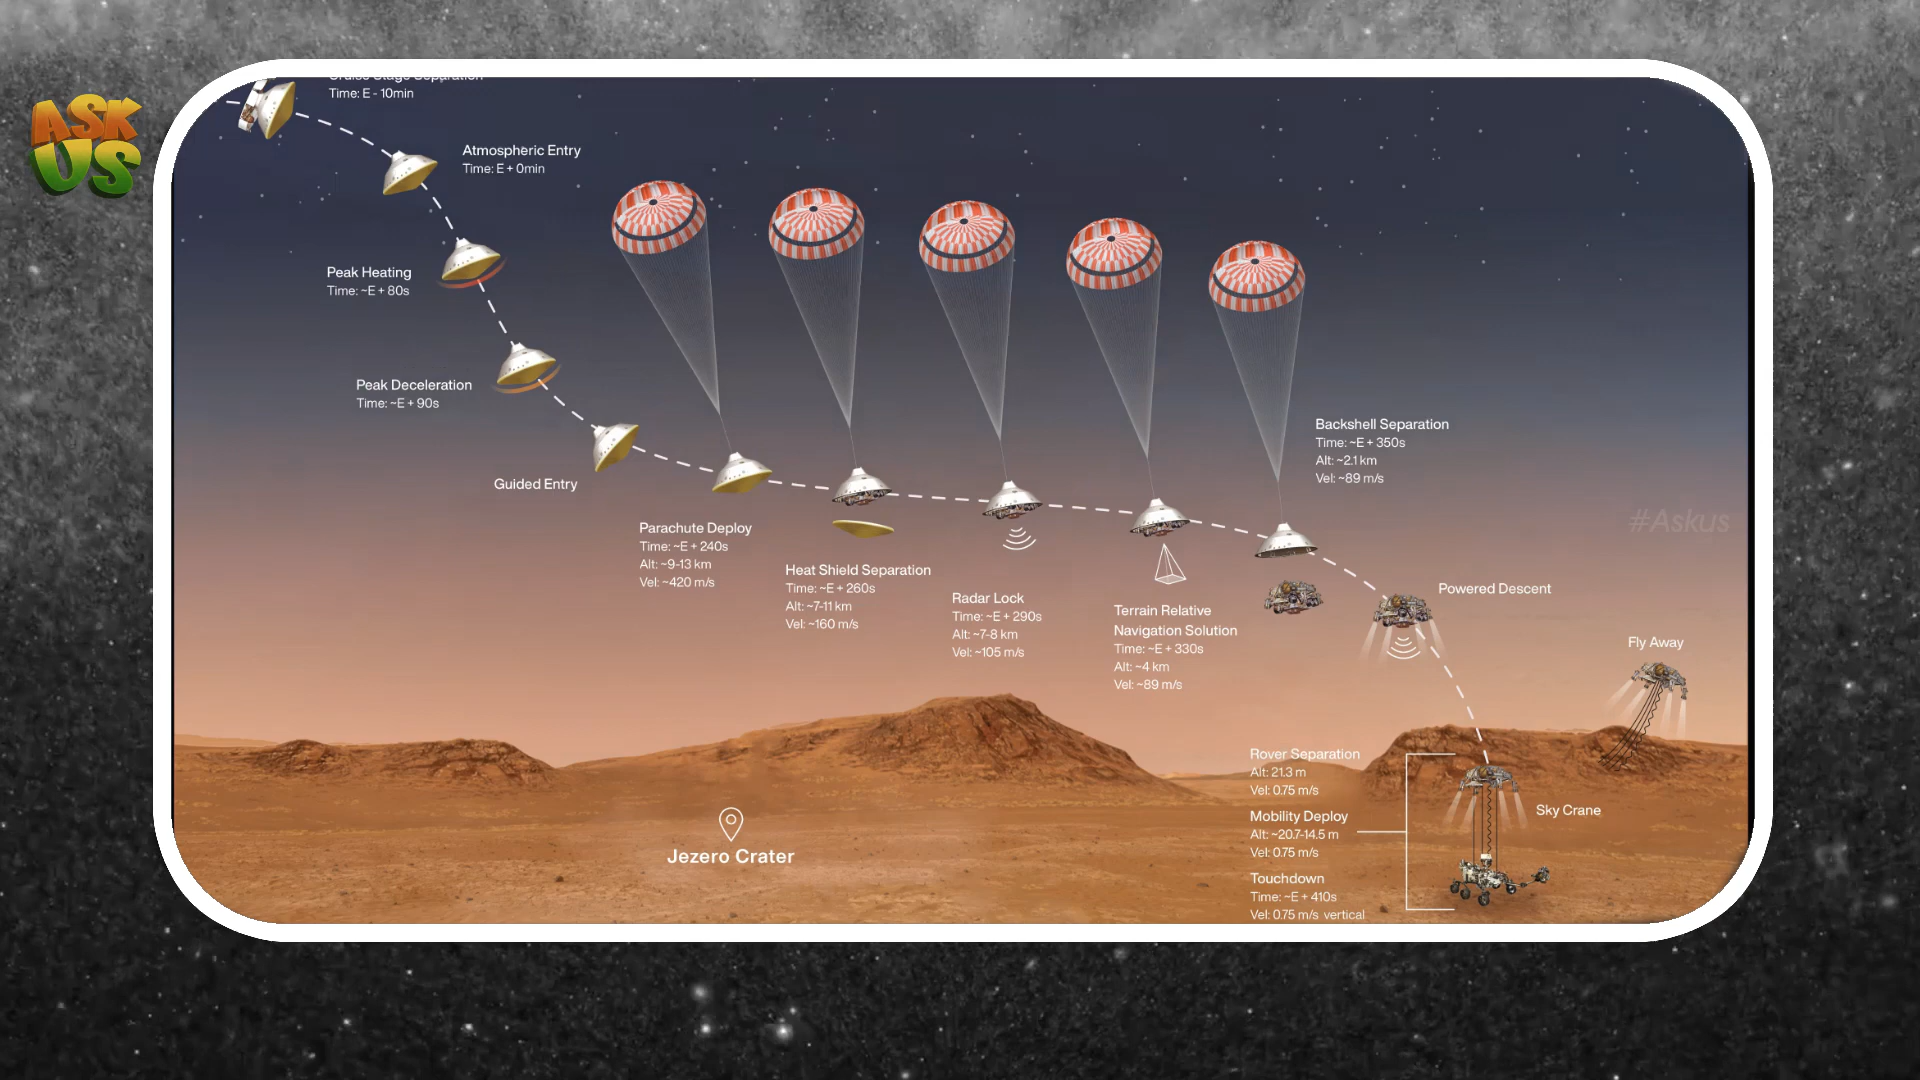 ASK
US
Cruise Stage Separation
Time: E - 10min
Atmospheric Entry
Time: E + 0min
Peak Heating
Time: ~E + 80s
Peak Deceleration
Time: ~E + 90s
Guided Entry
Parachute Deploy
Time: ~E + 240s
Alt: ~9-13 km
Vel: ~420 m/s
Heat Shield Separation
Time: ~E + 260s
Alt: ~7-11 km
Vel: ~160 m/s
Radar Lock
Time: ~E + 290s
Alt: ~7-8 km
Vel: ~105 m/s
Terrain Relative
Navigation Solution
Time: ~E + 330s
Alt: ~4 km
Vel: ~89 m/s
Backshell Separation
Time: ~E + 350s
Alt: ~2.1 km
Vel: ~89 m/s
#Askus
Powered Descent
Fly Away
Rover Separation
Alt: 21.3 m
Vel: 0.75 m/s
Mobility Deploy
Alt: ~20.7-14.5 m
Vel: 0.75 m/s
Touchdown
Time: ~E + 410s
Vel: 0.75 m/s vertical
Sky Crane
Jezero Crater